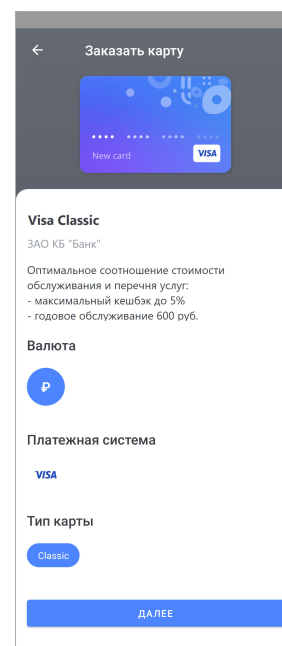 Заказать карту
•••• •••• •••• ••••
New card
VISA
Visa Classic
ЗАО КБ "Банк"
Оптимальное соотношение стоимости
обслуживания и перечня услуг:
- максимальный кешбэк до 5%
- годовое обслуживание 600 руб.
Валюта
₽
Платежная система
VISA
Тип карты
Classic
ДАЛЕЕ